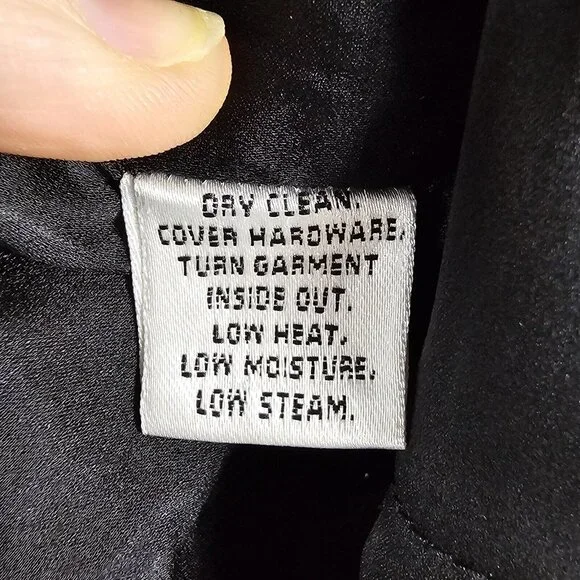 DRY CLEAN.
COVER HARDWARE.
TURN GARMENT
INSIDE OUT.
LOW HEAT.
LOW MOISTURE.
LOW STEAM.